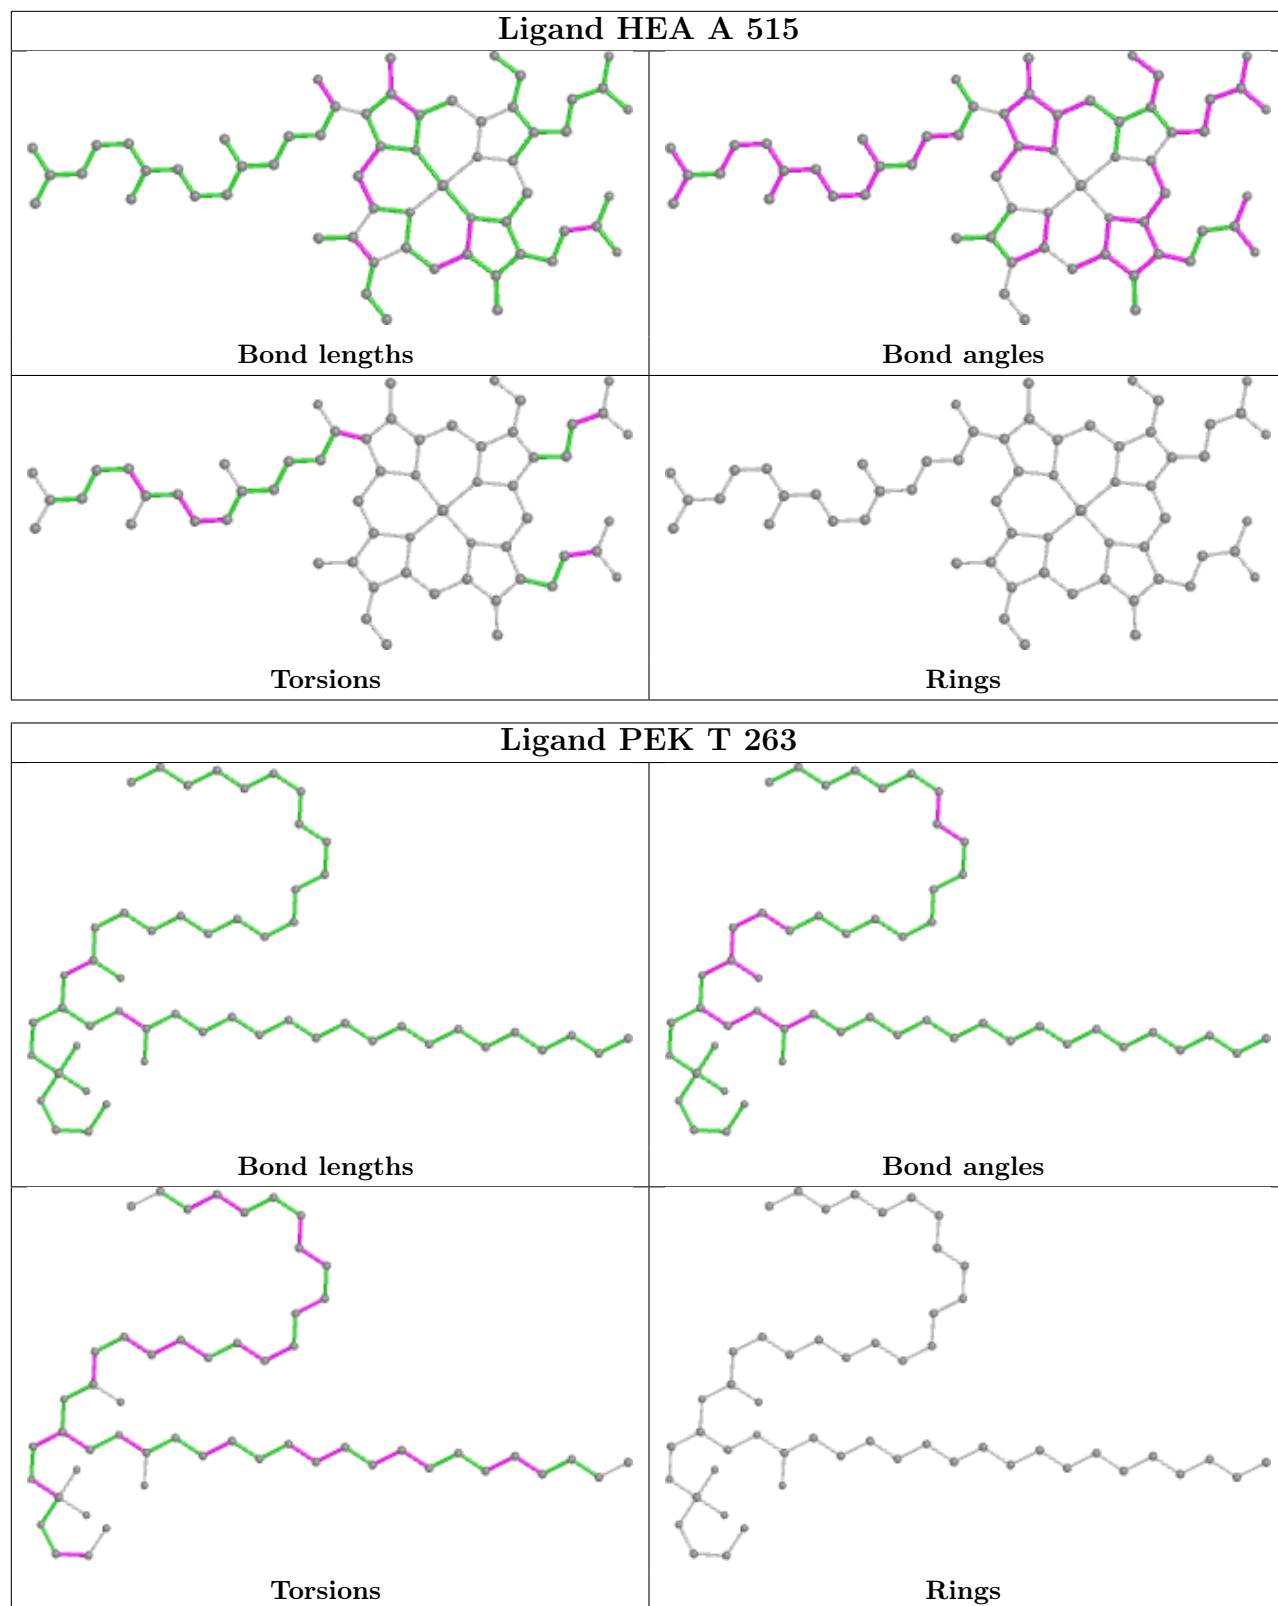 Ligand HEA A 515
Bond lengths
Bond angles
Torsions
Rings
Ligand PEK T 263
Bond lengths
Bond angles
Torsions
Rings